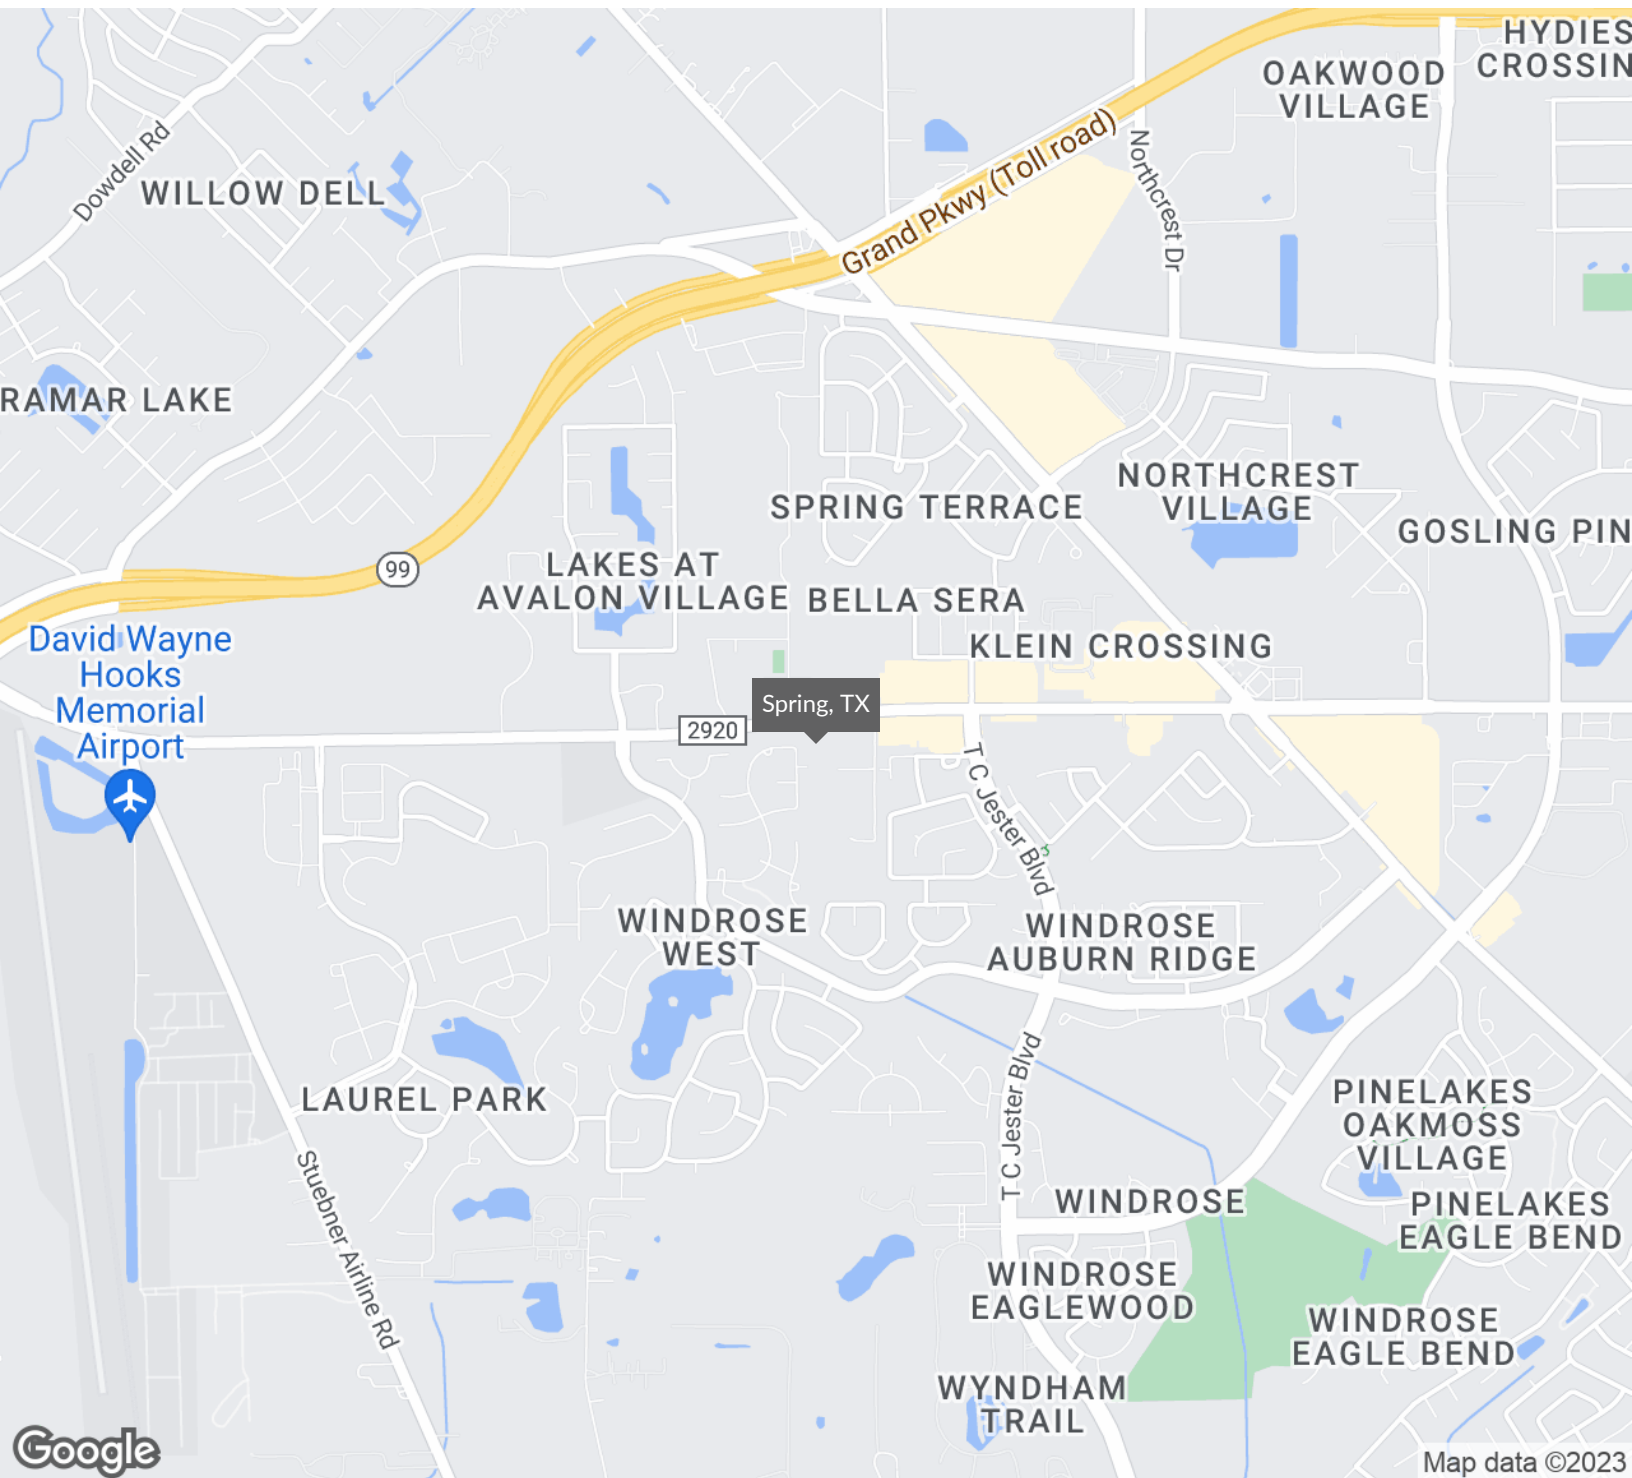 HYDIES
CROSSIN
OAKWOOD
VILLAGE
Dowdell Rd
WILLOW DELL
Grand Pkwy (Toll road)
Northcrest Dr
RAMAR LAKE
NORTHCREST
VILLAGE
SPRING TERRACE
GOSLING PIN
99
LAKES AT
AVALON VILLAGE
BELLA SERA
KLEIN CROSSING
David Wayne
Hooks
Memorial
Airport
Spring, TX
2920
T C Jester Blvd
WINDROSE
WEST
WINDROSE
AUBURN RIDGE
T C Jester Blvd
LAUREL PARK
PINELAKES
OAKMOSS
VILLAGE
Stuebner Airline Rd
WINDROSE
PINELAKES
EAGLE BEND
WINDROSE
EAGLEWOOD
WINDROSE
EAGLE BEND
WYNDHAM
TRAIL
Google
Map data ©2023